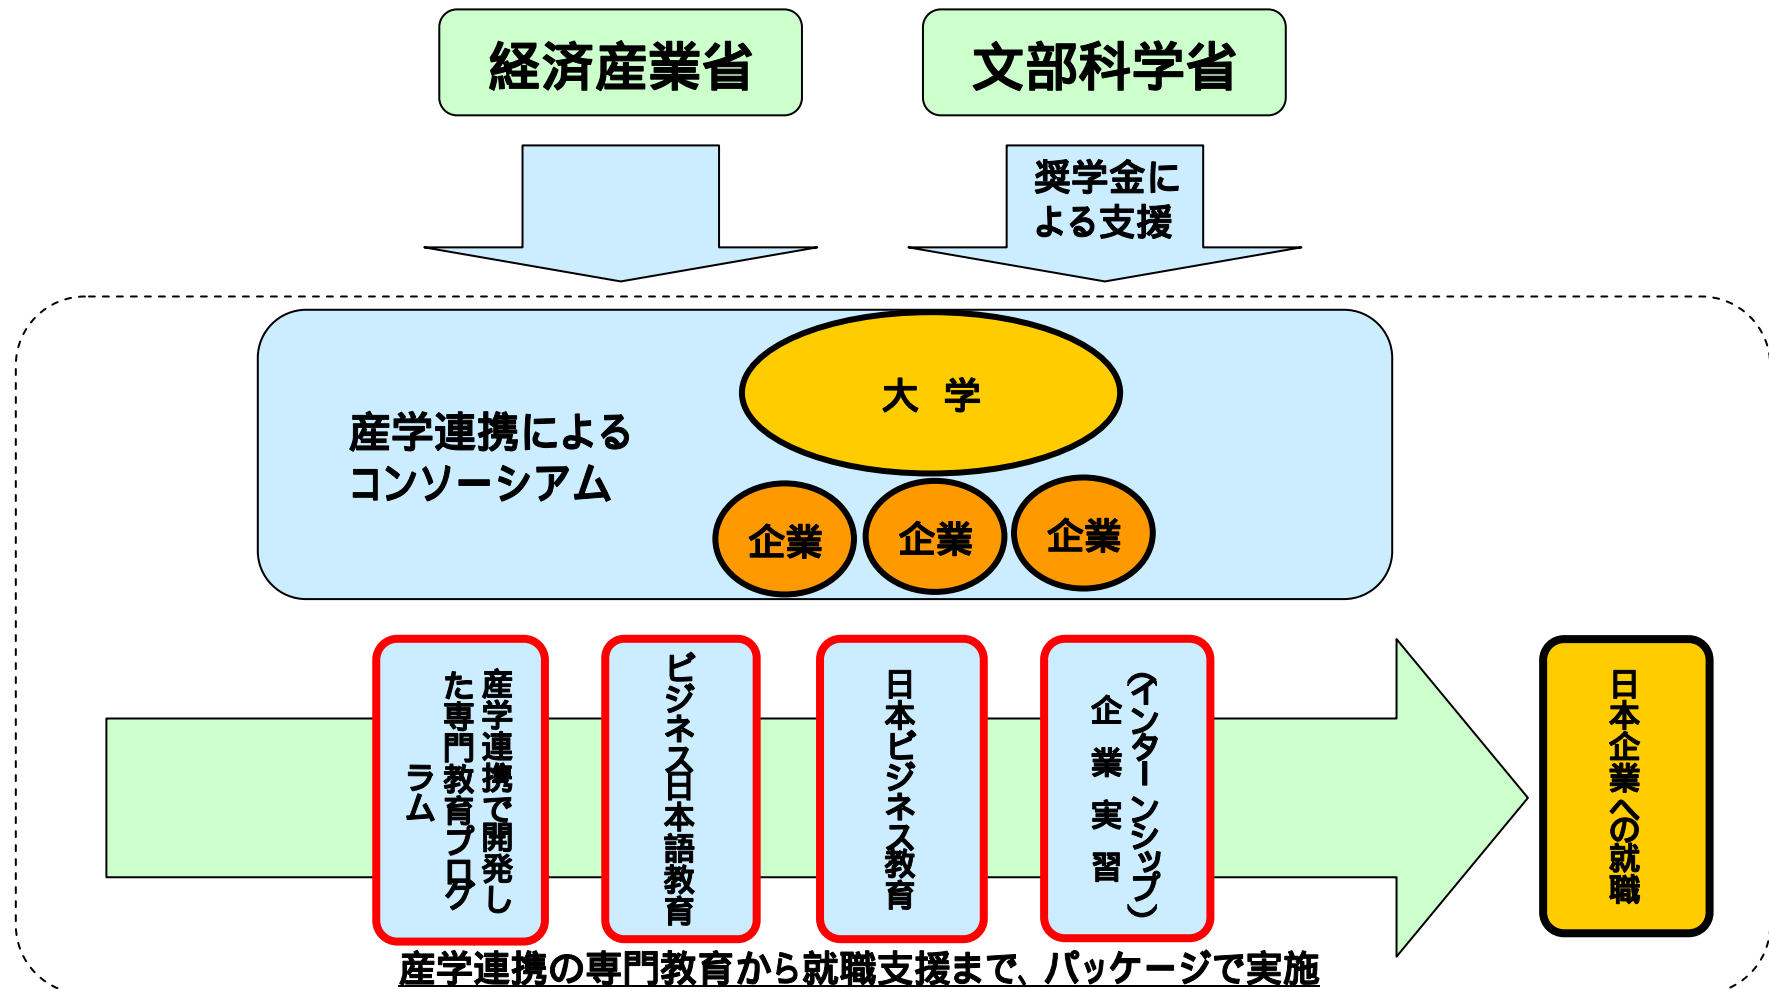 経済産業省
文部科学省
奨学金に
よる支援
大　学
産学連携による
コンソーシアム
企業
企業
企業
産学連携で開発し
た専門教育プログ
ラム
ビジネス日本語教育
日本ビジネス教育
(インターンシップ)
企業実習
日本企業への就職
産学連携の専門教育から就職支援まで、パッケージで実施